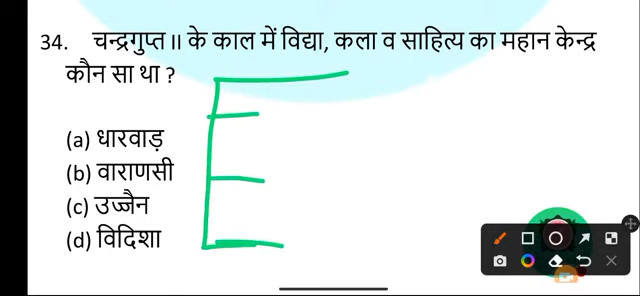 34. चन्द्रगुप्त II के काल में विद्या, कला व साहित्य का महान केन्द्र
कौन सा था ?
(a) धारवाड़
(b) वाराणसी
(c) उज्जैन
(d) विदिशा